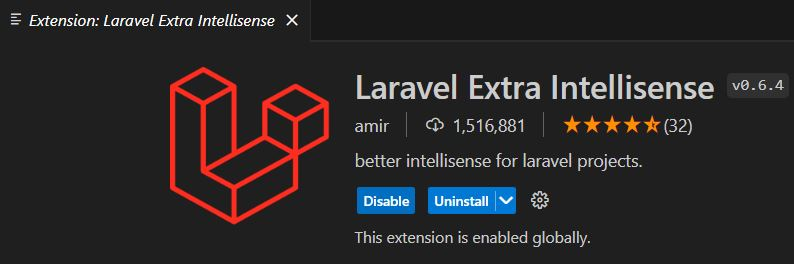 Extension: Laravel Extra Intellisense
Laravel Extra Intellisense v0.6.4
amir 1,516,881 (32)
better intellisense for laravel projects.
Disable Uninstall
This extension is enabled globally.